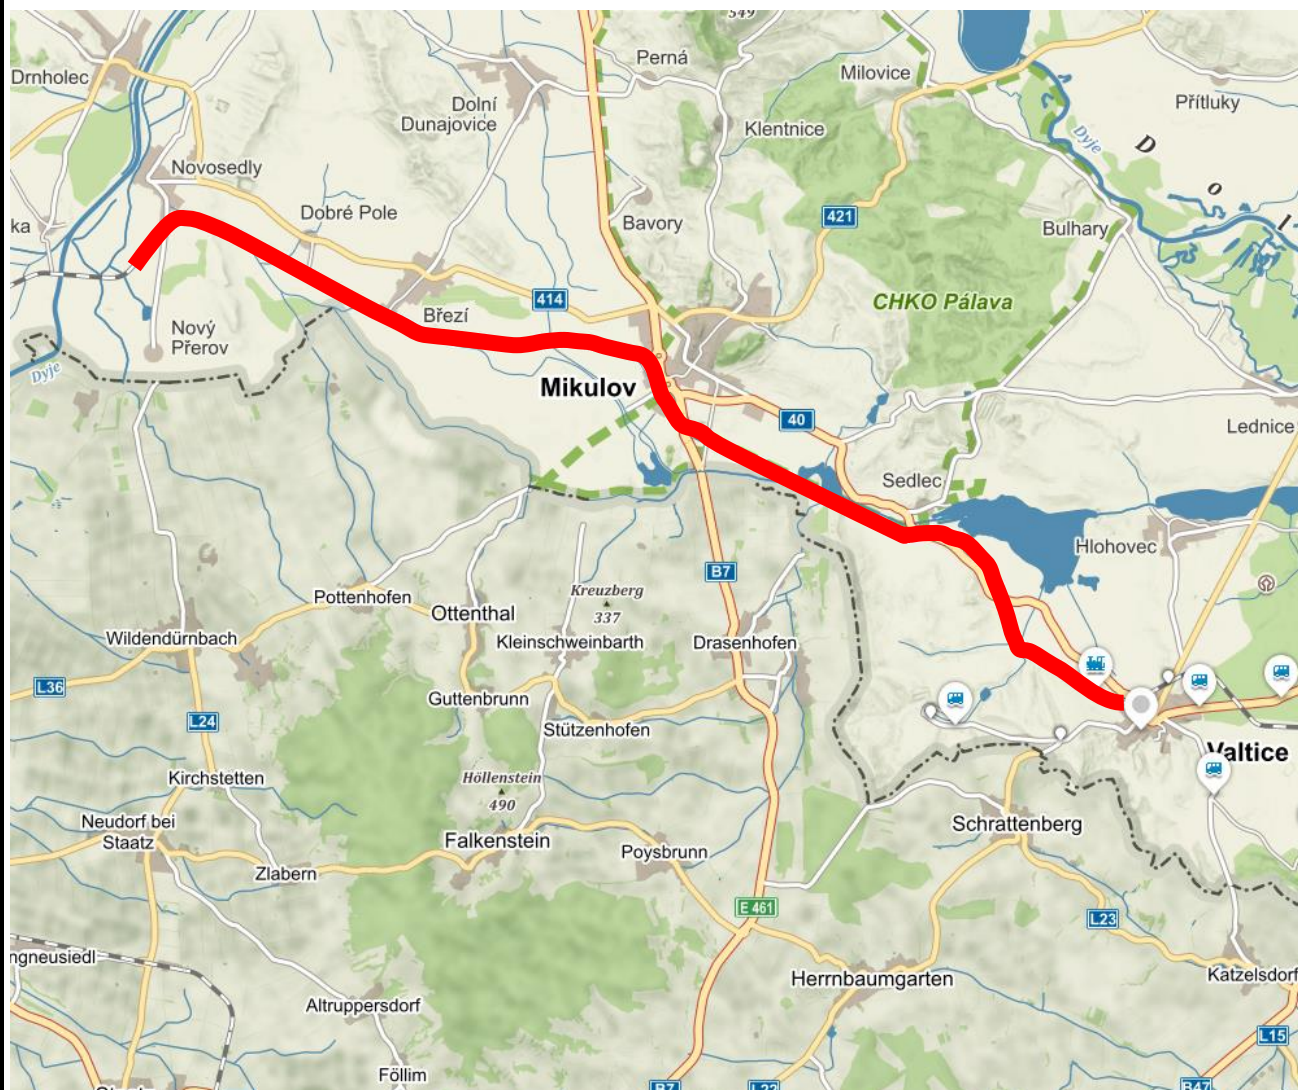 549
Perná
Drnholec
Milovice
Dolní
Dunajovice
Přítluky
Klentnice
Dyje
D
o
l
Novosedly
Dobré Pole
Bavory
421
Bulhary
ka
414
CHKO Pálava
Březí
Nový
Přerov
Dyje
Mikulov
40
Lednice
Sedlec
Hlohovec
B7
Kreuzberg
337
Pottenhofen
Ottenthal
Wildendürnbach
Kleinschweinbarth
Drasenhofen
L36
Guttenbrunn
L24
Stützenhofen
Valtice
Kirchstetten
Höllenstein
490
Neudorf bei
Staatz
Schrattenberg
Falkenstein
Poysbrunn
Zlabern
E 461
L23
ngneusiedl
Herrnbaumgarten
Katzelsdorf
Altruppersdorf
L15
Föllim
B7
L22
B47